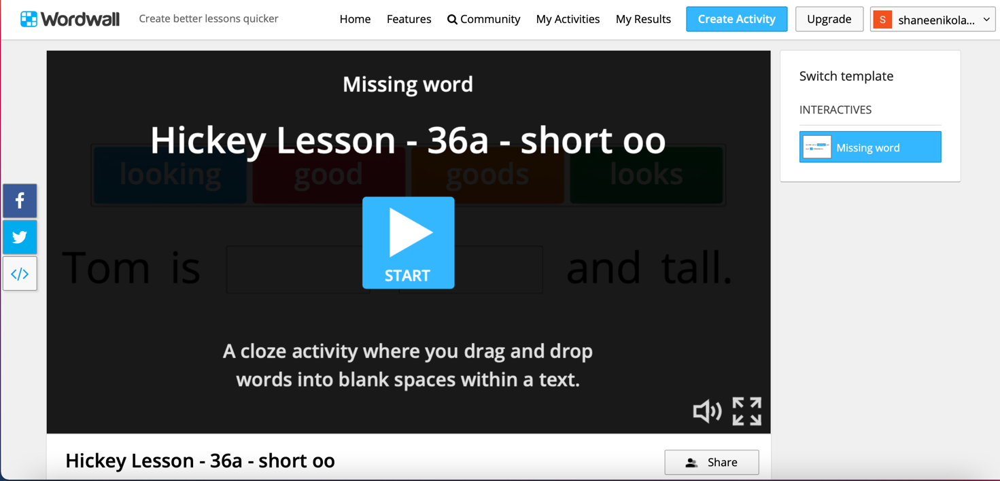 Wordwall
Create better lessons quicker
Home
Features
Community
My Activities
My Results
Create Activity
Upgrade
S
shaneenikola...
Missing word
Hickey Lesson - 36a - short oo
looking
good
goods
looks
START
Tom is
and tall.
A cloze activity where you drag and drop
words into blank spaces within a text.
Switch template
INTERACTIVES
Missing word
Hickey Lesson - 36a - short oo
Share